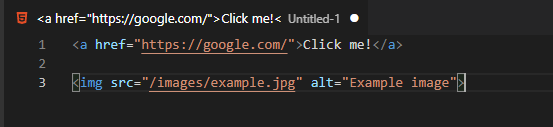 <a href="https://google.com/">Click me!< Untitled-1
1 <a href="https://google.com/">Click me!</a>
2
3 <img src="/images/example.jpg" alt="Example image">